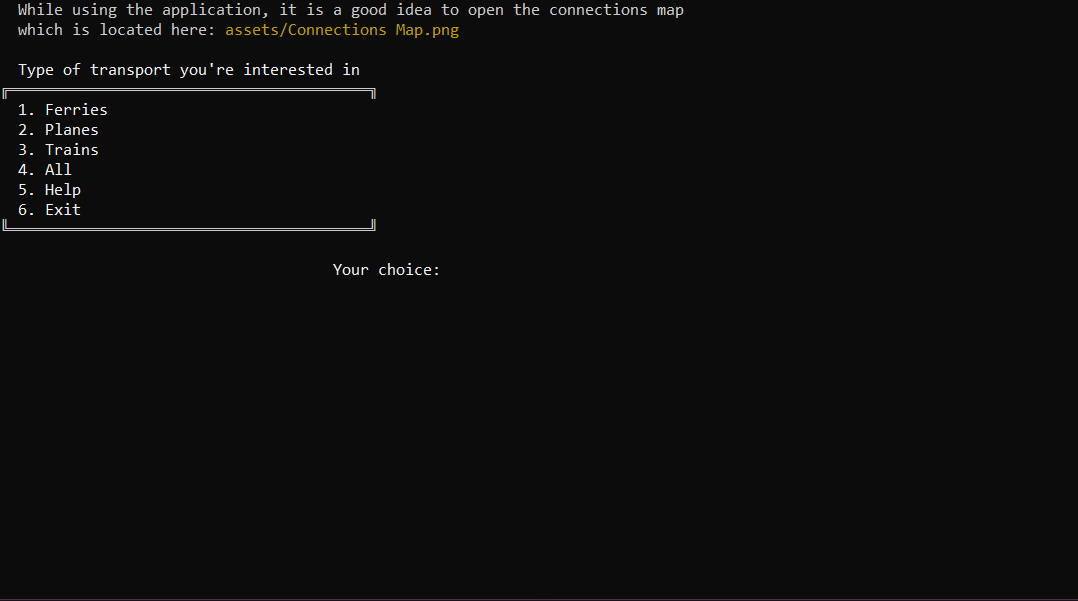 While using the application, it is a good idea to open the connections map
which is located here: assets/Connections Map.png
Type of transport you're interested in
1. Ferries
2. Planes
3. Trains
4. All
5. Help
6. Exit
Your choice: